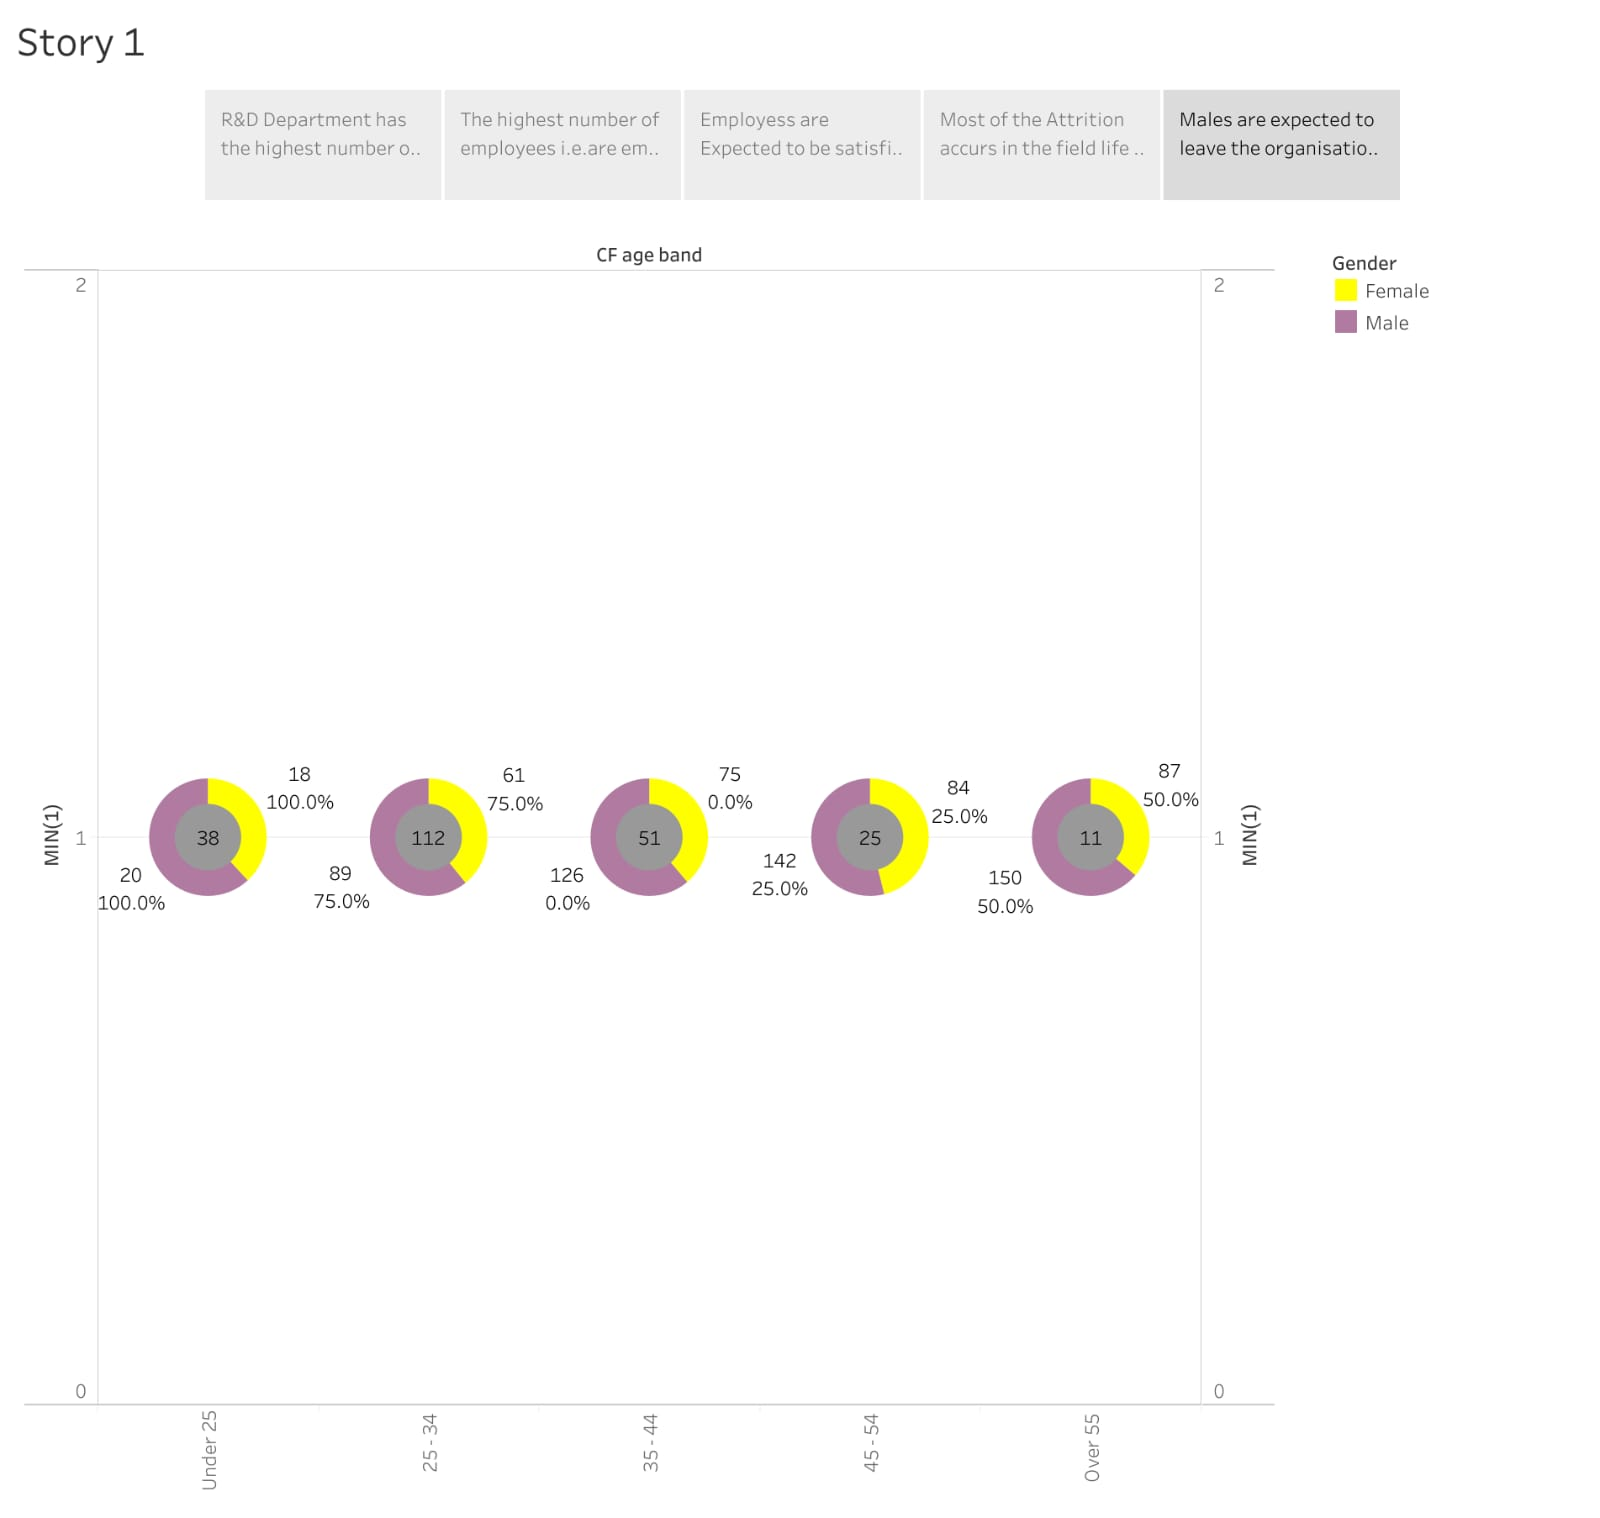 Story 1
R&D Department has
the highest number o..
The highest number of
employees i.e.are em..
Employess are
Expected to be satisfi..
Most of the Attrition
accurs in the field life ..
Males are expected to
leave the organisatio..
CF age band
Gender
Female
Male
2
2
MIN(1)
1
38
18
100.0%
20
100.0%
112
61
75.0%
89
75.0%
51
75
0.0%
126
0.0%
25
84
25.0%
142
25.0%
11
87
50.0%
150
50.0%
1
MIN(1)
0
0
Under 25
25 - 34
35 - 44
45 - 54
Over 55